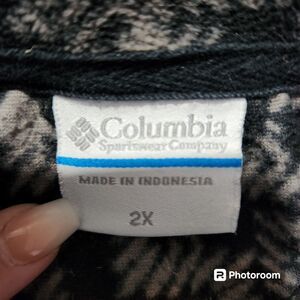 Columbia
Sportswear Company
MADE IN INDONESIA
2X
Photoroom